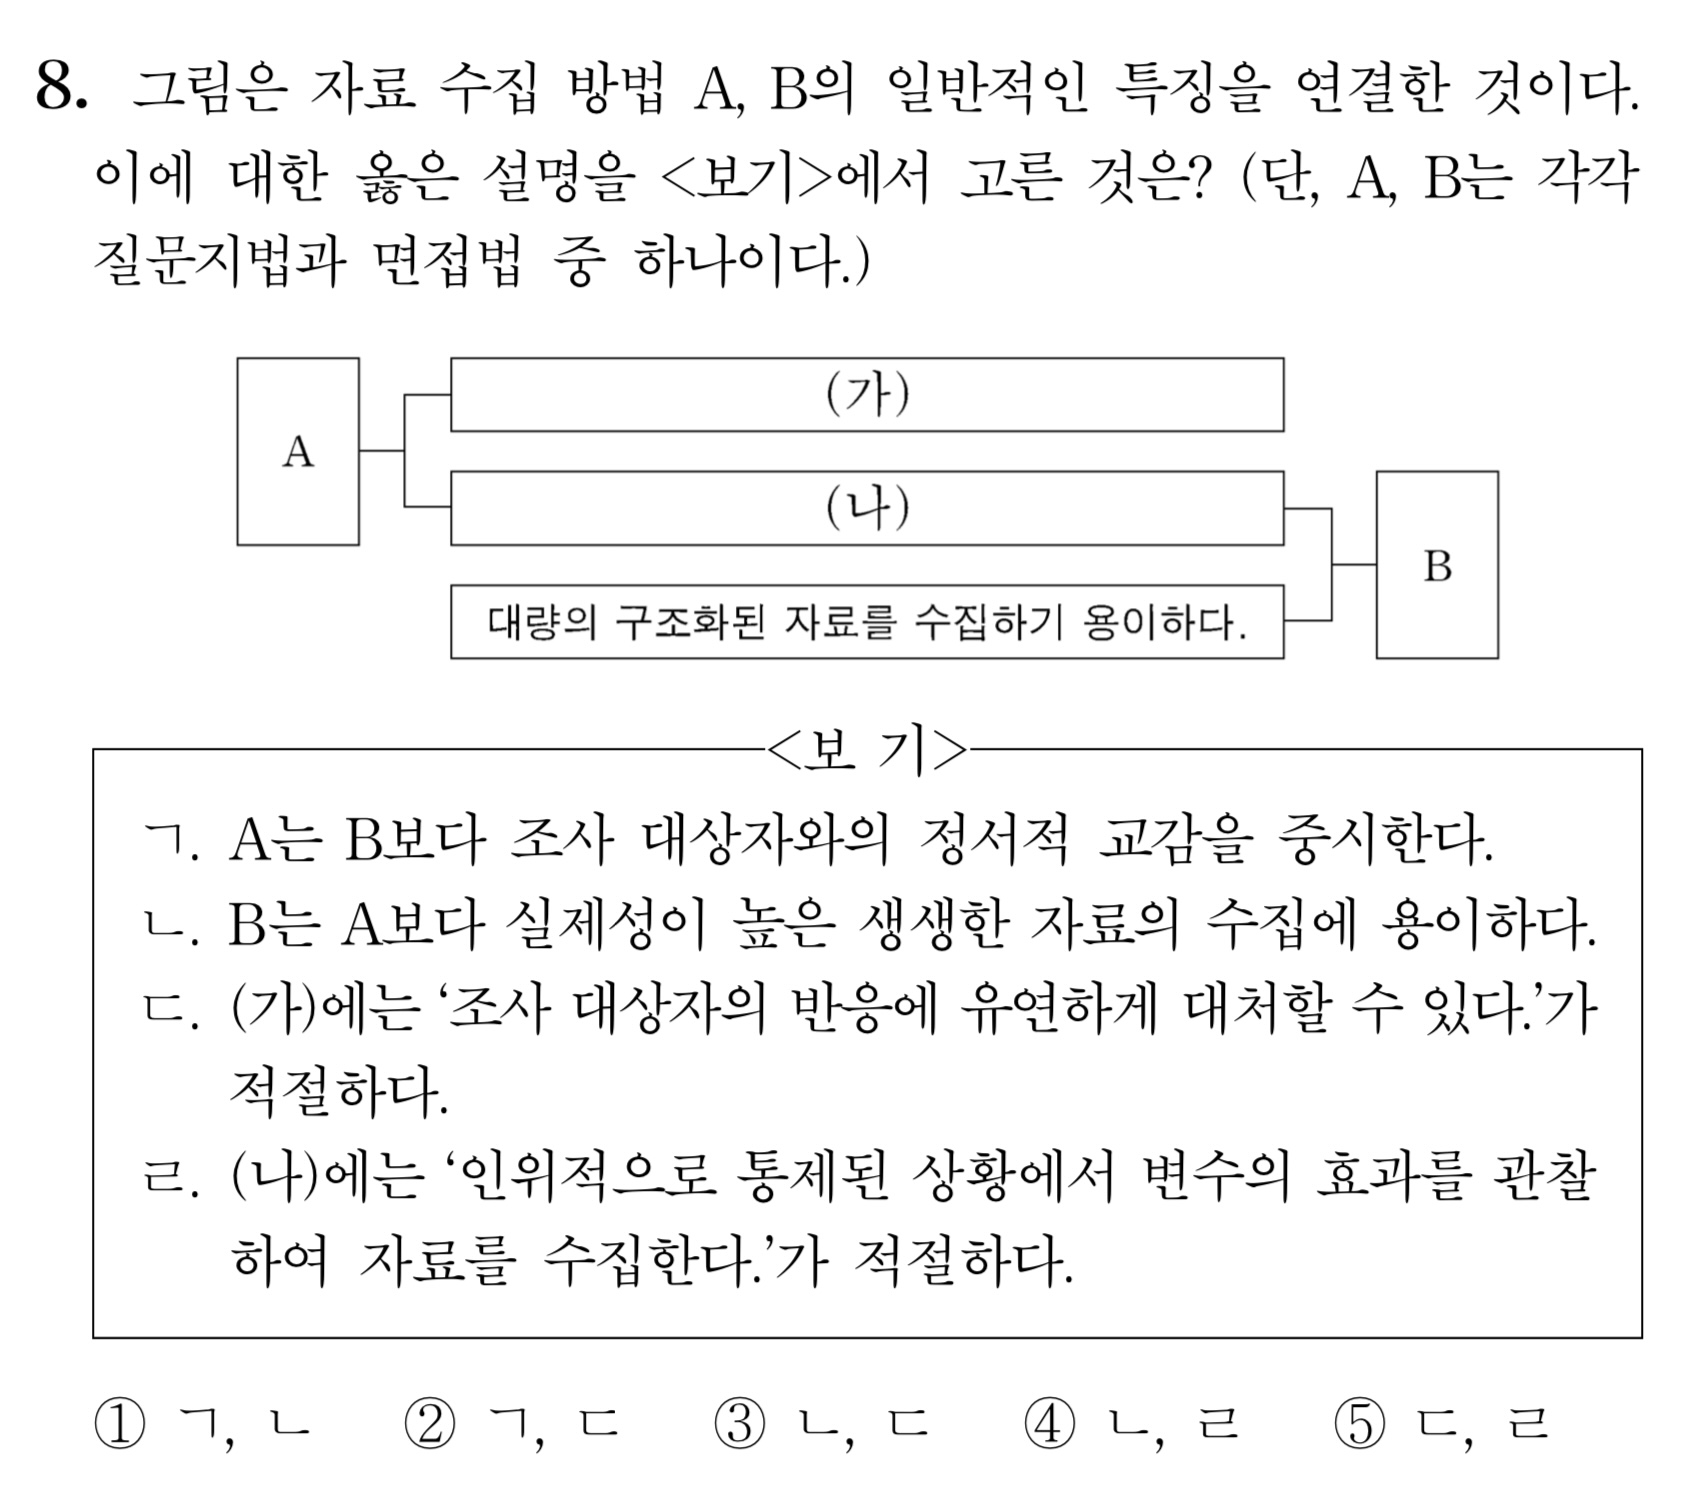 8. 그림은 자료 수집 방법 A, B의 일반적인 특징을 연결한 것이다.
이에 대한 옳은 설명을 <보기>에서 고른 것은? (단, A, B는 각각
질문지법과 면접법 중 하나이다.)
(가)
A
(나)
B
대량의 구조화된 자료를 수집하기 용이하다.
<보 기>
ㄱ. A는 B보다 조사 대상자와의 정서적 교감을 중시한다.
ㄴ. B는 A보다 실제성이 높은 생생한 자료의 수집에 용이하다.
ㄷ. (가)에는 ‘조사 대상자의 반응에 유연하게 대처할 수 있다.’가
적절하다.
ㄹ. (나)에는 ‘인위적으로 통제된 상황에서 변수의 효과를 관찰
하여 자료를 수집한다.’가 적절하다.
① ㄱ, ㄴ ② ㄱ, ㄷ ③ ㄴ, ㄷ ④ ㄴ, ㄹ ⑤ ㄷ, ㄹ